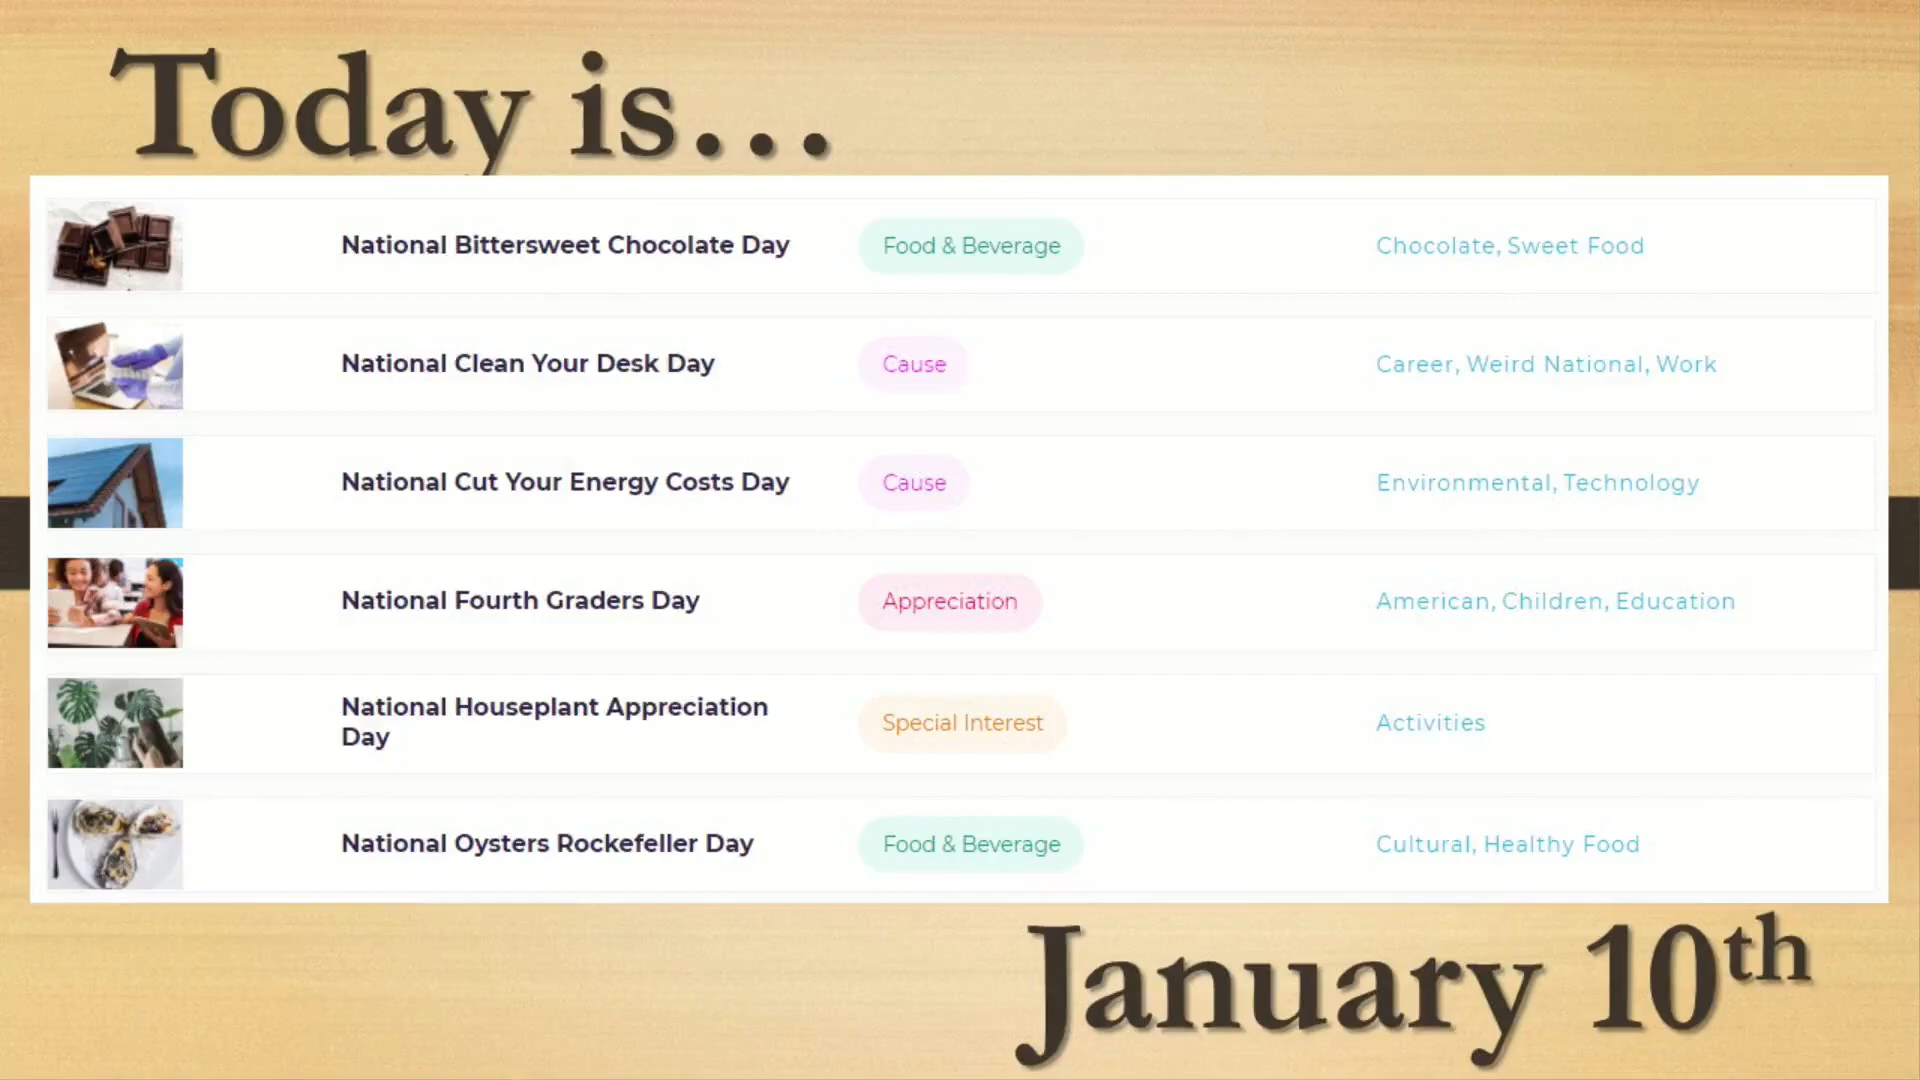 Today is...
National Bittersweet Chocolate Day Food & Beverage Chocolate, Sweet Food
National Clean Your Desk Day Cause Career, Weird National, Work
National Cut Your Energy Costs Day Cause Environmental, Technology
National Fourth Graders Day Appreciation American, Children, Education
National Houseplant Appreciation
Day Special Interest Activities
National Oysters Rockefeller Day Food & Beverage Cultural, Healthy Food
January 10th